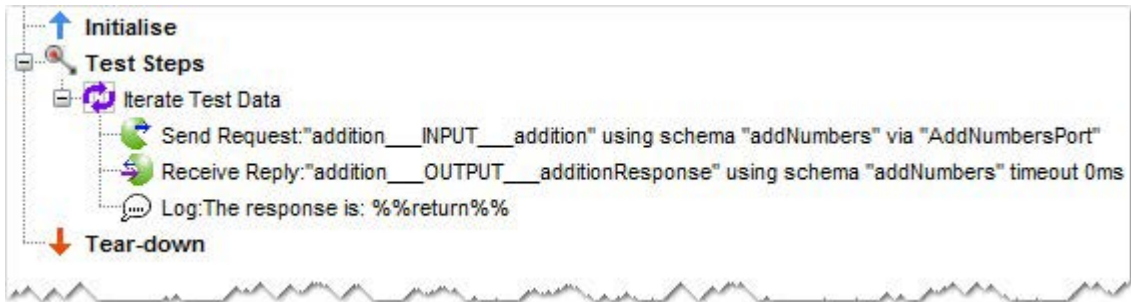 Initialise
Test Steps
Iterate Test Data
Send Request:"addition___INPUT___addition" using schema "addNumbers" via "AddNumbersPort"
Receive Reply:"addition___OUTPUT___additionResponse" using schema "addNumbers" timeout 0ms
Log:The response is: %%return%%
Tear-down